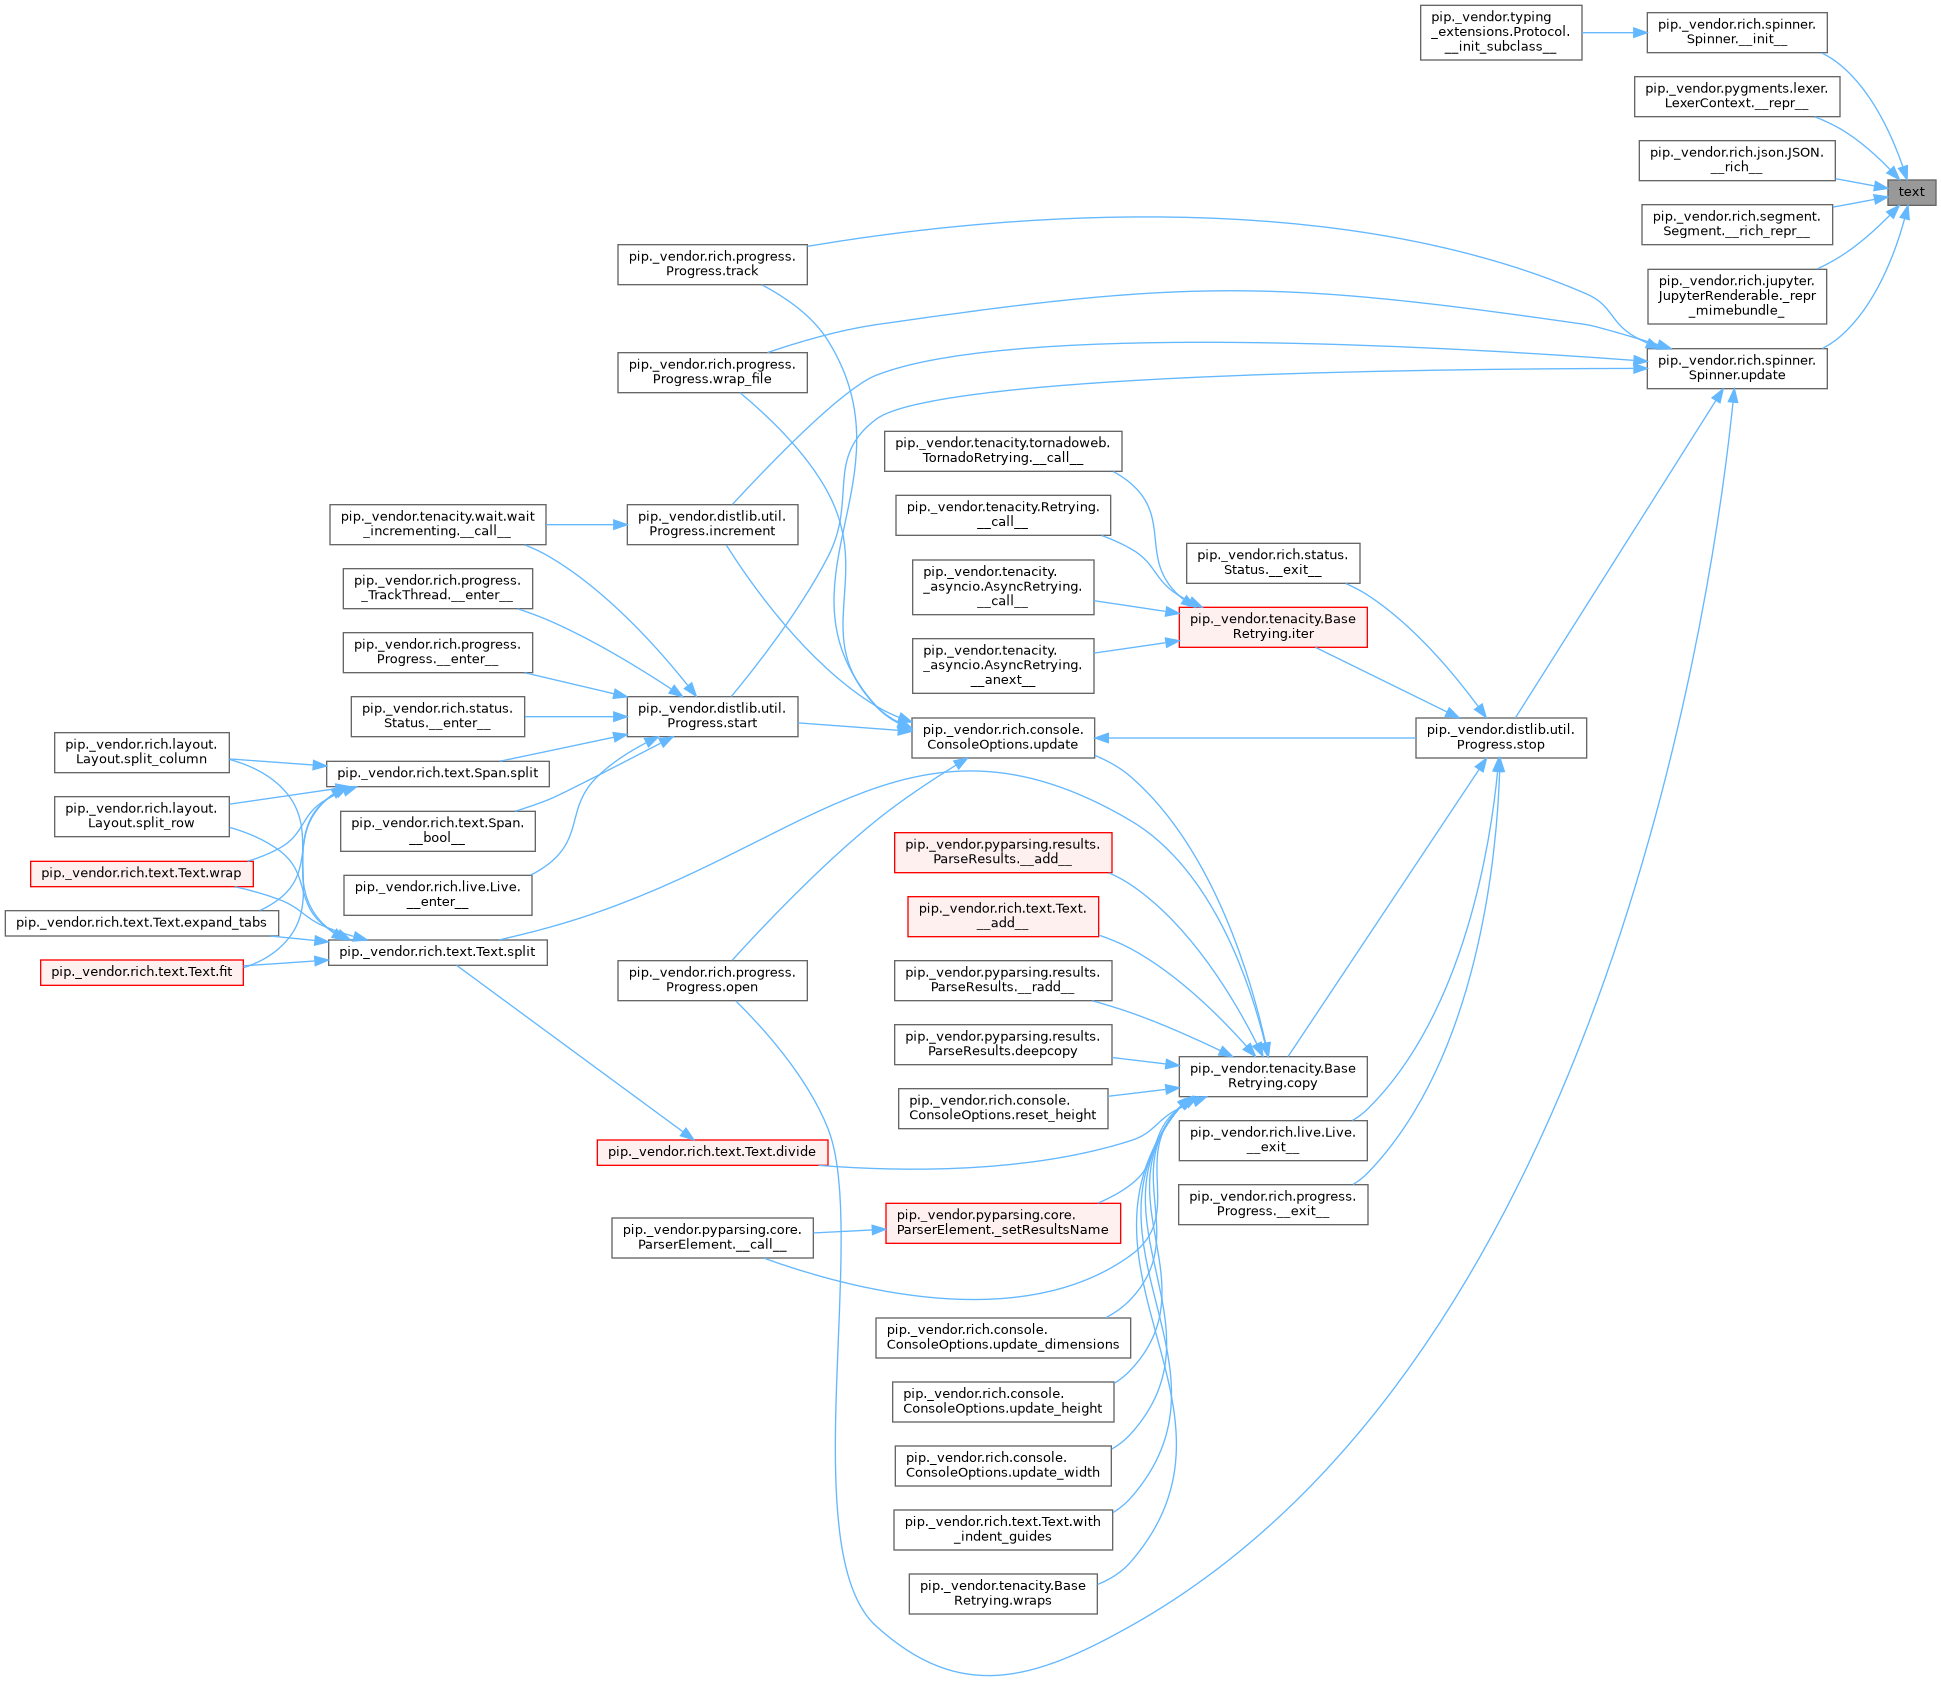 pip._vendor.typing
_extensions.Protocol.
__init_subclass__
pip._vendor.rich.spinner.
Spinner.__init__
pip._vendor.pygments.lexer.
LexerContext.__repr__
pip._vendor.rich.json.JSON.
__rich__
text
pip._vendor.rich.segment.
Segment.__rich_repr__
pip._vendor.rich.jupyter.
JupyterRenderable._repr
_mimebundle_
pip._vendor.rich.spinner.
Spinner.update
pip._vendor.rich.progress.
Progress.track
pip._vendor.rich.progress.
Progress.wrap_file
pip._vendor.tenacity.tornadoweb.
TornadoRetrying.__call__
pip._vendor.tenacity.Retrying.
__call__
pip._vendor.tenacity.
_asyncio.AsyncRetrying.
__call__
pip._vendor.tenacity.
_asyncio.AsyncRetrying.
__anext__
pip._vendor.rich.status.
Status.__exit__
pip._vendor.tenacity.Base
Retrying.iter
pip._vendor.tenacity.wait.wait
_incrementing.__call__
pip._vendor.distlib.util.
Progress.increment
pip._vendor.rich.progress.
_TrackThread.__enter__
pip._vendor.rich.progress.
Progress.__enter__
pip._vendor.rich.status.
Status.__enter__
pip._vendor.distlib.util.
Progress.start
pip._vendor.rich.console.
ConsoleOptions.update
pip._vendor.distlib.util.
Progress.stop
pip._vendor.rich.layout.
Layout.split_column
pip._vendor.rich.text.Span.split
pip._vendor.rich.layout.
Layout.split_row
pip._vendor.rich.text.Span.
__bool__
pip._vendor.rich.text.Text.wrap
pip._vendor.rich.live.Live.
__enter__
pip._vendor.rich.text.Text.expand_tabs
pip._vendor.rich.text.Text.split
pip._vendor.rich.text.Text.fit
pip._vendor.pyparsing.results.
ParseResults.__add__
pip._vendor.rich.text.Text.
__add__
pip._vendor.rich.progress.
Progress.open
pip._vendor.pyparsing.results.
ParseResults.__radd__
pip._vendor.pyparsing.results.
ParseResults.deepcopy
pip._vendor.tenacity.Base
Retrying.copy
pip._vendor.rich.console.
ConsoleOptions.reset_height
pip._vendor.rich.text.Text.divide
pip._vendor.rich.live.Live.
__exit__
pip._vendor.rich.progress.
Progress.__exit__
pip._vendor.pyparsing.core.
ParserElement.__call__
pip._vendor.pyparsing.core.
ParserElement._setResultsName
pip._vendor.rich.console.
ConsoleOptions.update_dimensions
pip._vendor.rich.console.
ConsoleOptions.update_height
pip._vendor.rich.console.
ConsoleOptions.update_width
pip._vendor.rich.text.Text.with
_indent_guides
pip._vendor.tenacity.Base
Retrying.wraps